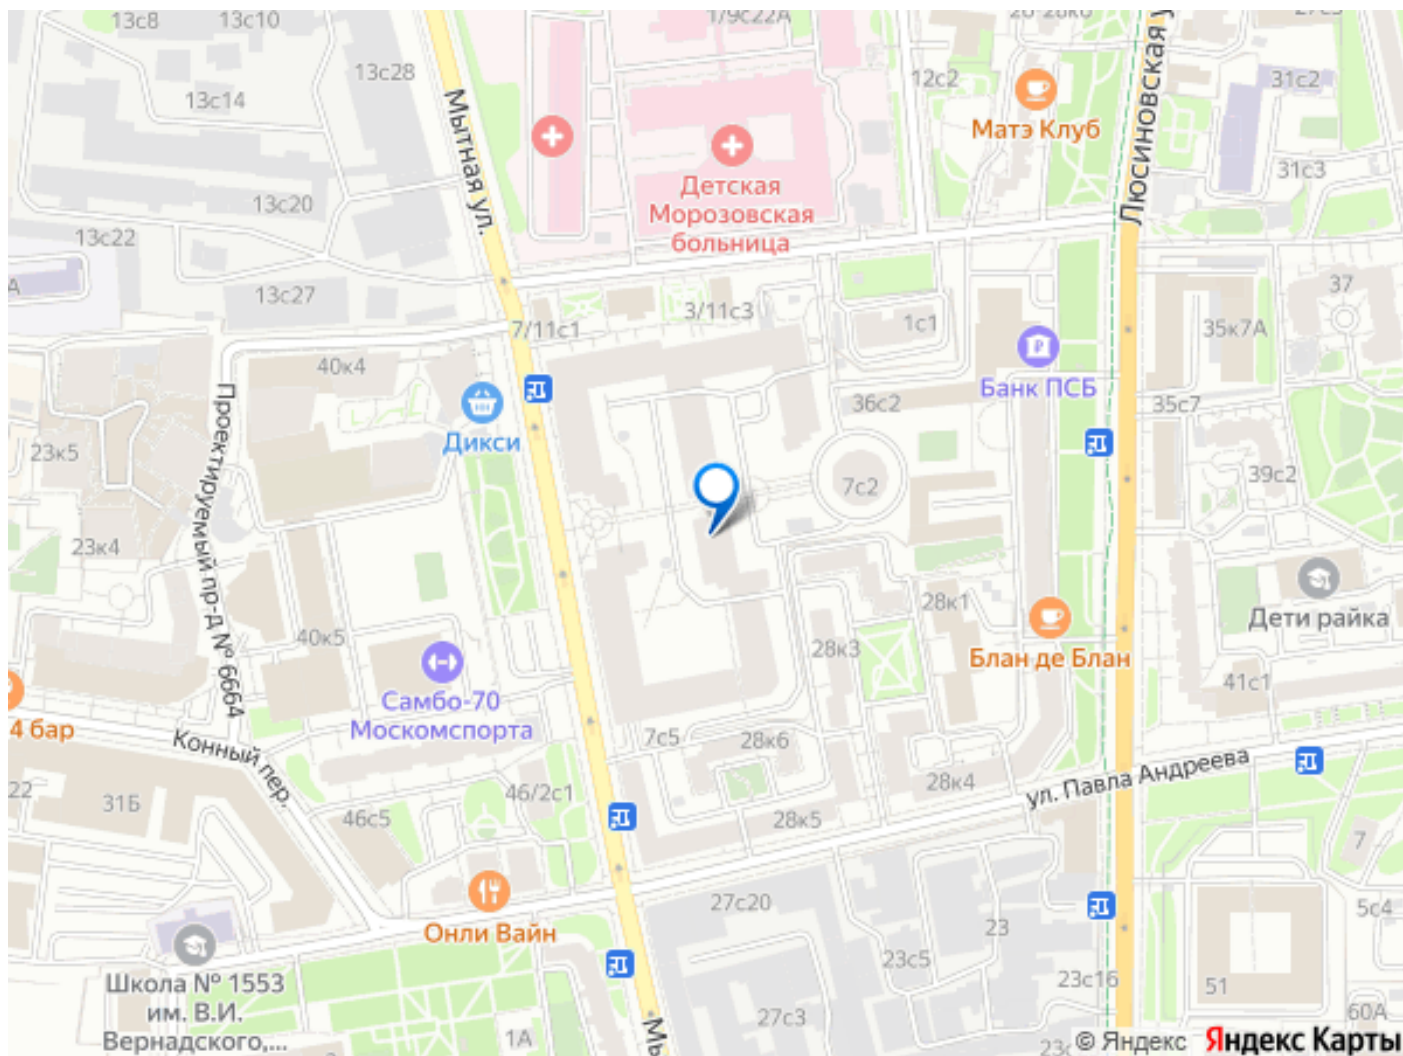 13с8
13с10
1/9с22А
13с28
13с14
12с2
31с2
Матэ Клуб
Люсиновская у
Мытная ул.
Детская
Морозовская
больница
31с3
13с20
13с22
13с27
37
7/11с1
3/11с3
1с1
35к7А
40к4
Банк ПСБ
36с2
35с7
Дикси
23к5
Проектируемый пр-д № 6664
7с2
39с2
23к4
28к1
Дети райка
40к5
28к3
Блан де Блан
Самбо-70
Москомспорта
41с1
4 бар
Конный пер.
7с5
28к6
ул. Павла Андреева
22
31Б
46/2с1
28к4
46с5
28к5
7
27с20
5с4
Онли Вайн
23
23с5
Школа № 1553
им. В.И.
Вернадского,...
23с16
51
27с3
1А
60А
Мы
23с
© Яндекс Яндекс Карты